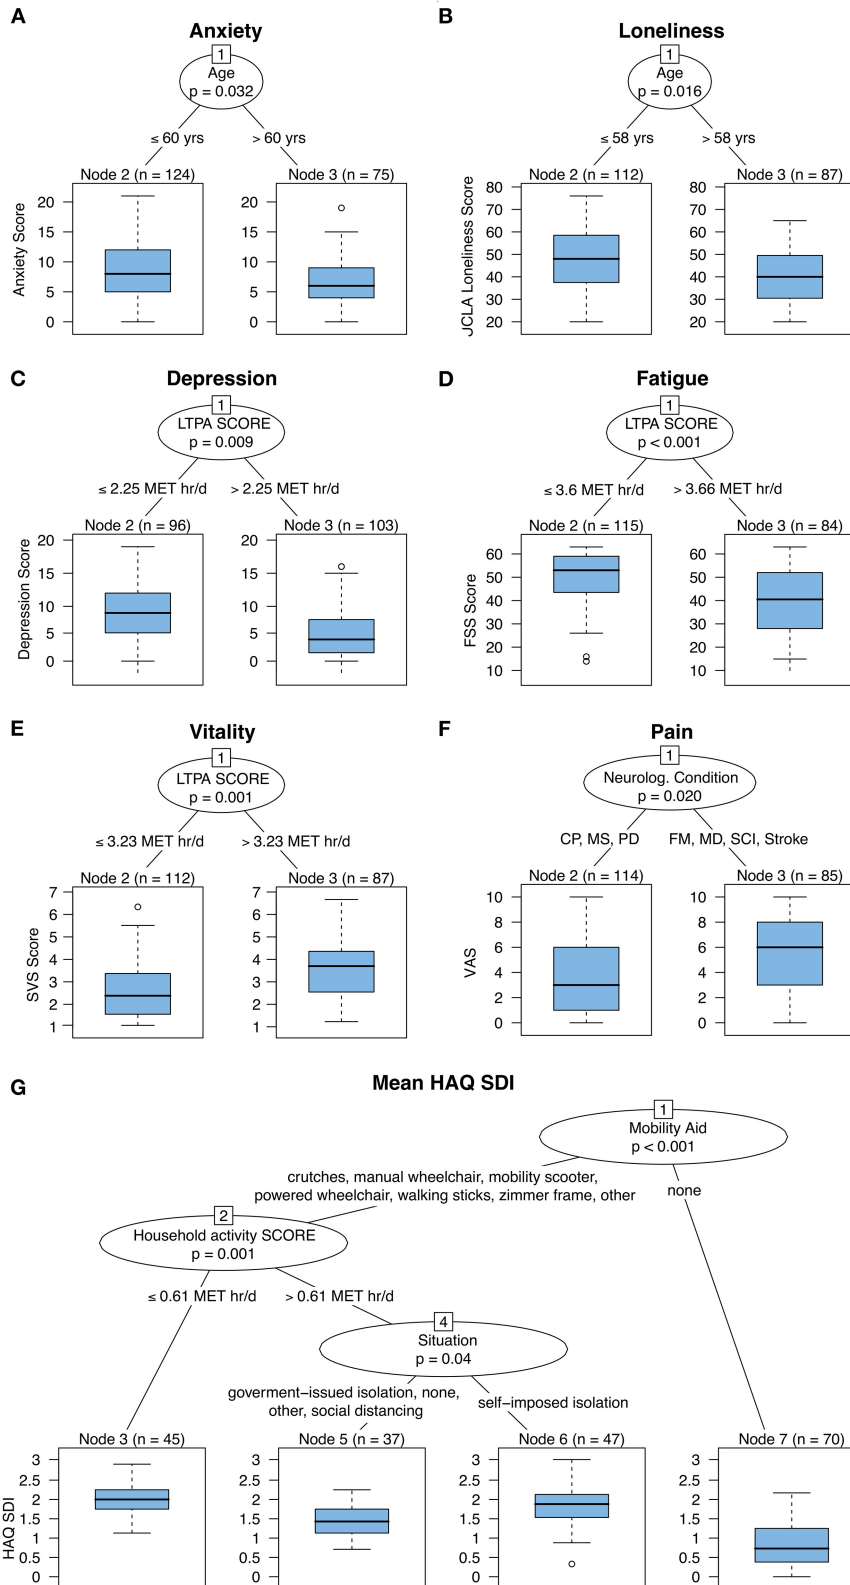 A
Anxiety
1
Age
p = 0.032
≤ 60 yrs
> 60 yrs
Node 2 (n = 124)
Node 3 (n = 75)
Anxiety Score
20
15
10
5
0
20
15
10
5
0
B
Loneliness
1
Age
p = 0.016
≤ 58 yrs
> 58 yrs
Node 2 (n = 112)
Node 3 (n = 87)
JCLA Loneliness Score
80
70
60
50
40
30
20
80
70
60
50
40
30
20
C
Depression
1
LTPA SCORE
p = 0.009
≤ 2.25 MET hr/d
> 2.25 MET hr/d
Node 2 (n = 96)
Node 3 (n = 103)
Depression Score
20
15
10
5
0
20
15
10
5
0
D
Fatigue
1
LTPA SCORE
p < 0.001
≤ 3.6 MET hr/d
> 3.66 MET hr/d
Node 2 (n = 115)
Node 3 (n = 84)
FSS Score
60
50
40
30
20
10
60
50
40
30
20
10
E
Vitality
1
LTPA SCORE
p = 0.001
≤ 3.23 MET hr/d
> 3.23 MET hr/d
Node 2 (n = 112)
Node 3 (n = 87)
SVS Score
7
6
5
4
3
2
1
7
6
5
4
3
2
1
F
Pain
1
Neurolog. Condition
p = 0.020
CP, MS, PD
FM, MD, SCI, Stroke
Node 2 (n = 114)
Node 3 (n = 85)
VAS
10
8
6
4
2
0
10
8
6
4
2
0
G
Mean HAQ SDI
1
Mobility Aid
p < 0.001
crutches, manual wheelchair, mobility scooter,
powered wheelchair, walking sticks, zimmer frame, other
none
2
Household activity SCORE
p = 0.001
≤ 0.61 MET hr/d
> 0.61 MET hr/d
4
Situation
p = 0.04
goverment−issued isolation, none,
other, social distancing
self−imposed isolation
Node 3 (n = 45)
Node 5 (n = 37)
Node 6 (n = 47)
Node 7 (n = 70)
HAQ SDI
3
2.5
2
1.5
1
0.5
0
3
2.5
2
1.5
1
0.5
0
3
2.5
2
1.5
1
0.5
0
3
2.5
2
1.5
1
0.5
0